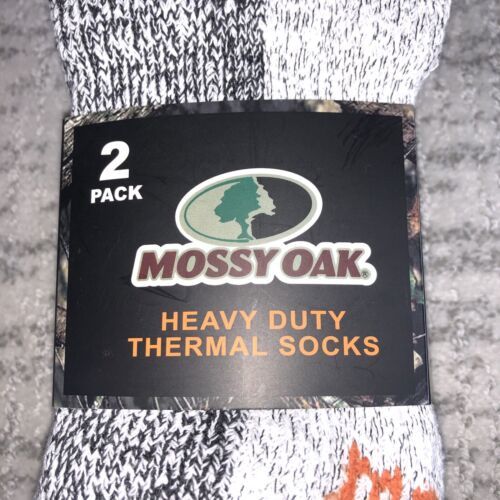 2
PACK
MOSSY OAK®
HEAVY DUTY
THERMAL SOCKS